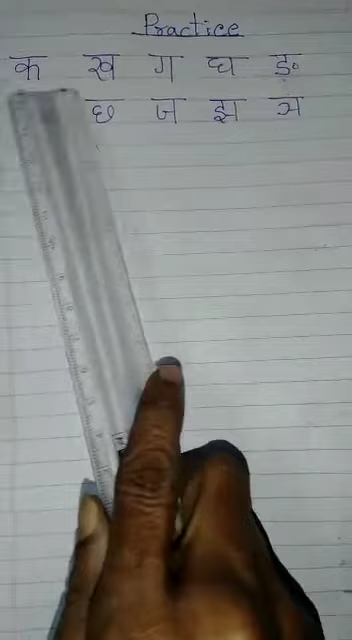 Practice
क ख ग घ ङ
छ ज झ ञ